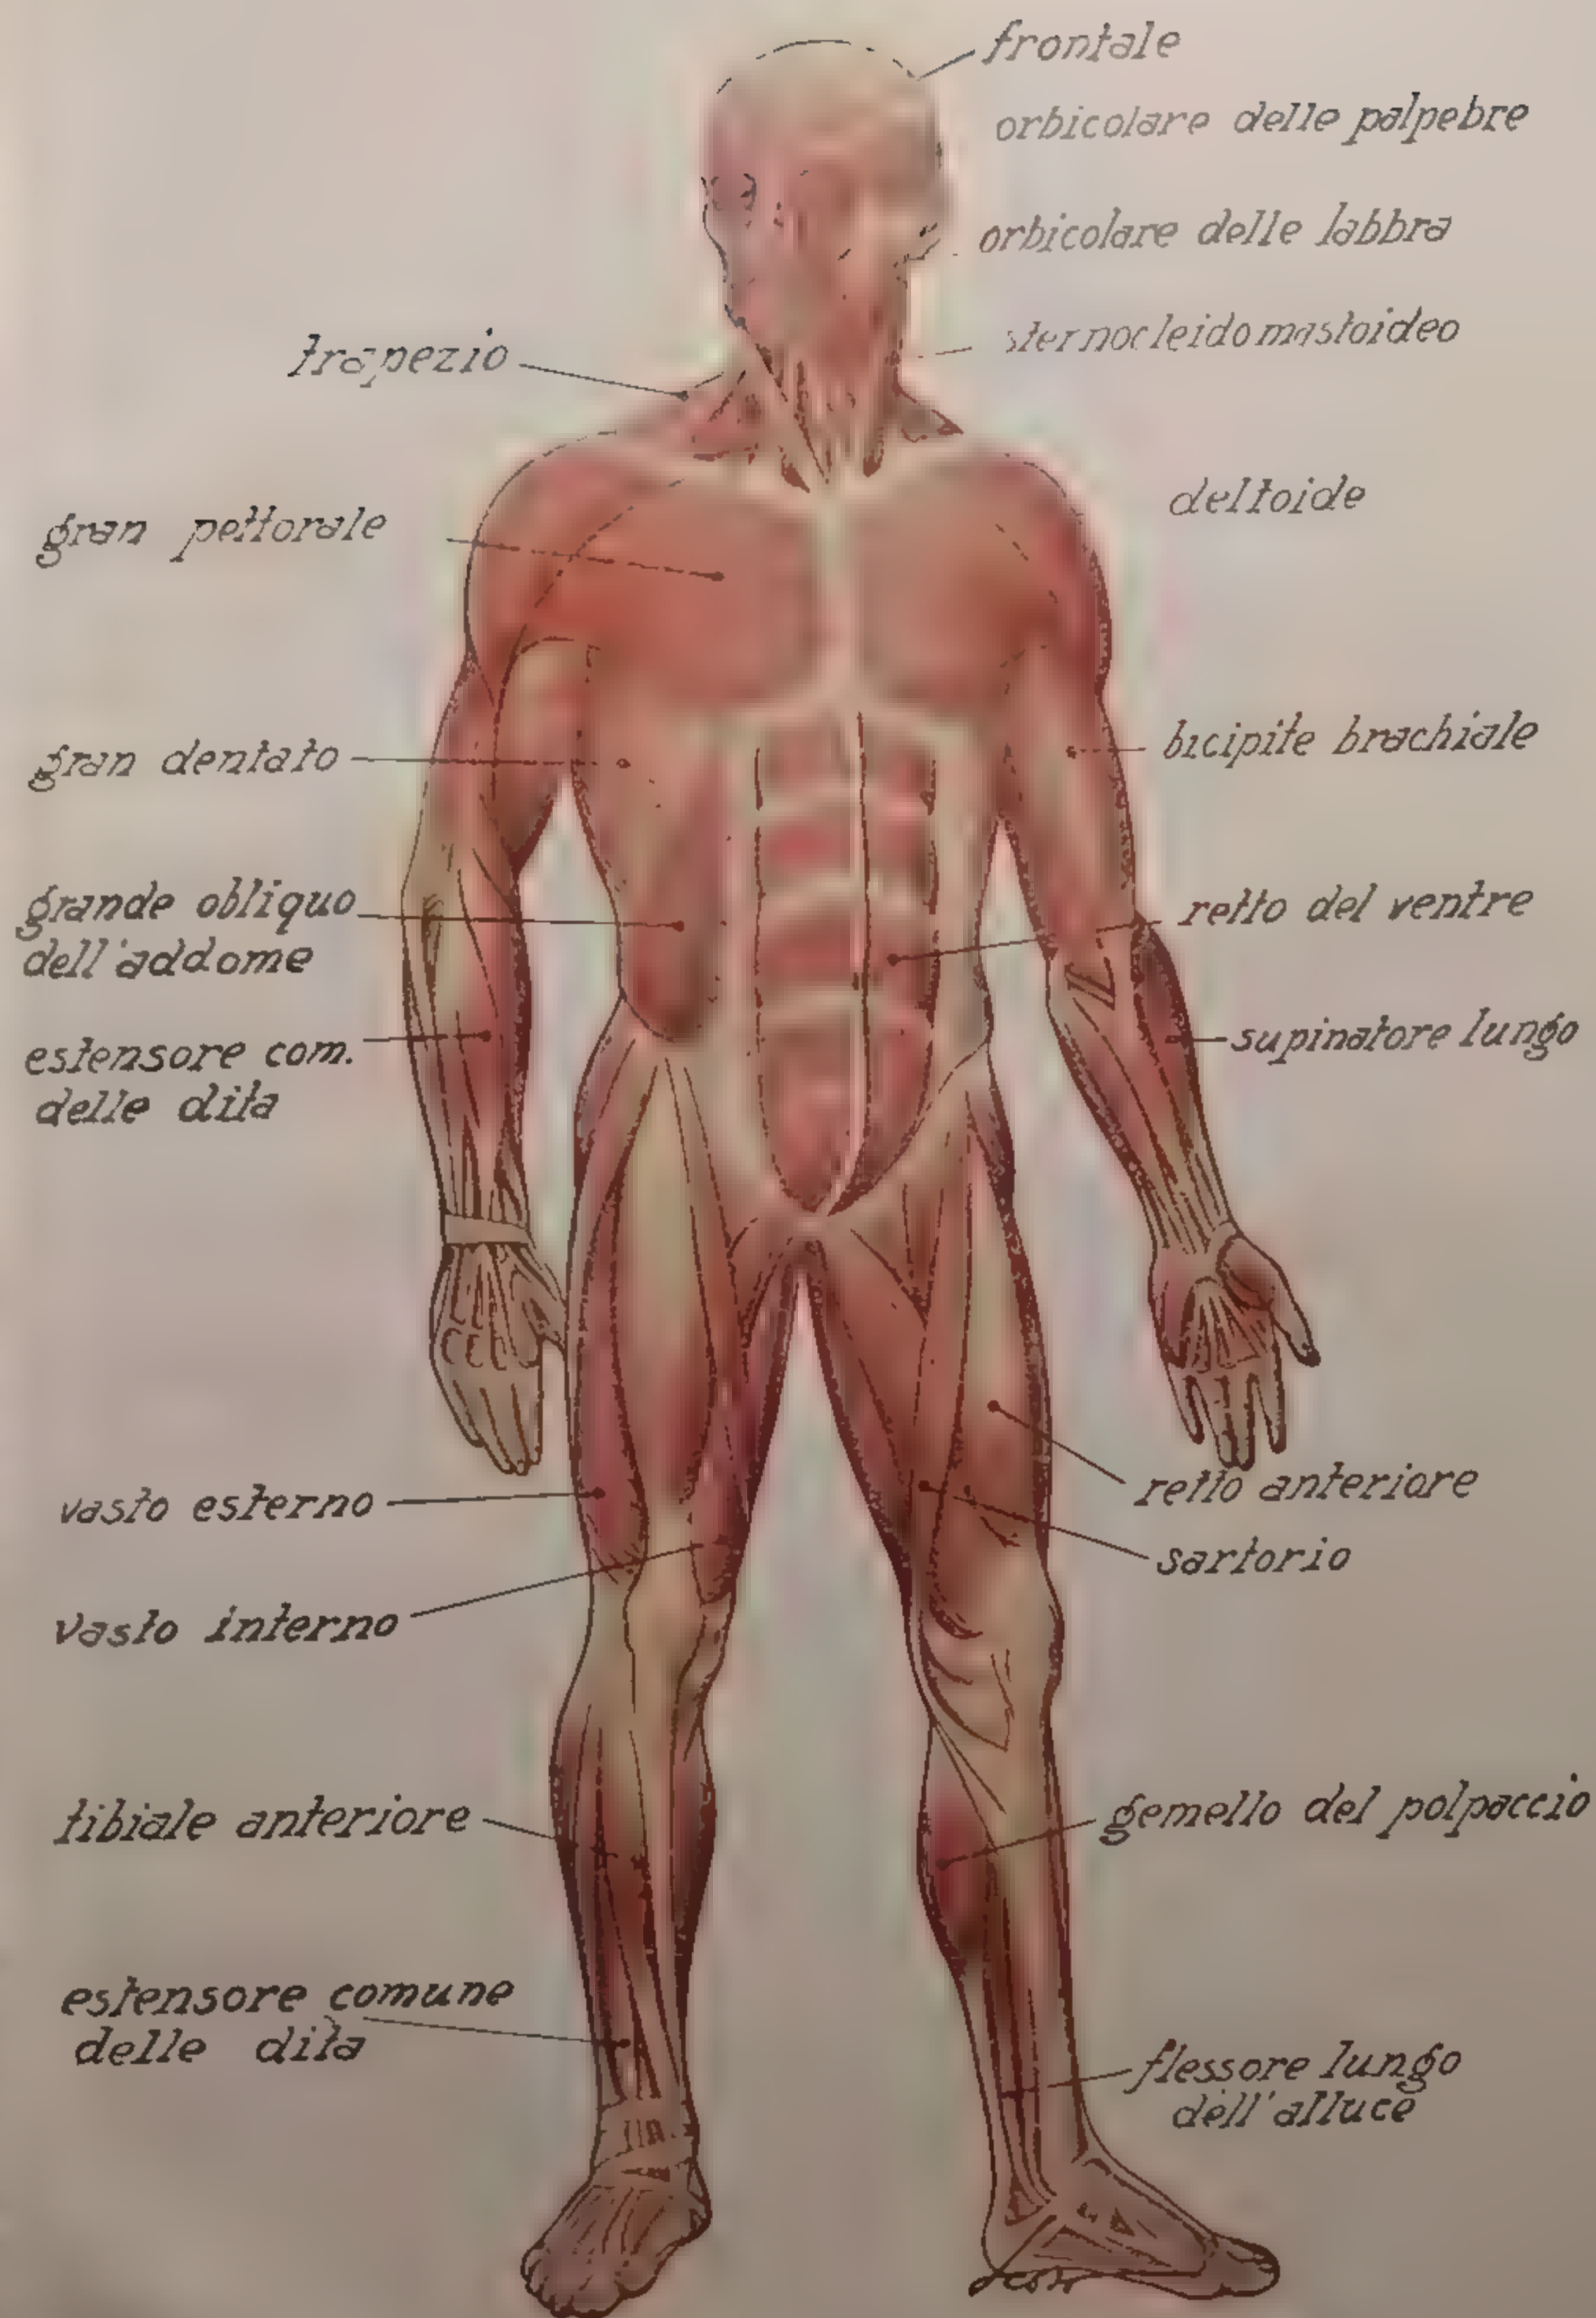 frontale
orbicolare delle palpebre
orbicolare delle labbra
sternocleidomastoideo
trapezio
deltoide
gran pettorale
bicipite brachiale
gran dentato
retto del ventre
grande obliquo
dell'addome
supinatore lungo
estensore com.
delle dita
retto anteriore
vasto esterno
sartorio
vasto interno
gemello del polpaccio
tibiale anteriore
estensore comune
delle dita
flessore lungo
dell'alluce